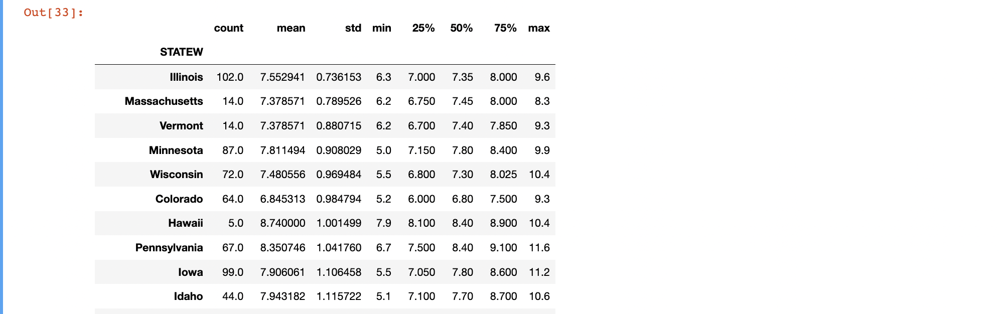 Out[33]:
count mean std min 25% 50% 75% max
STATEW
Illinois 102.0 7.552941 0.736153 6.3 7.000 7.35 8.000 9.6
Massachusetts 14.0 7.378571 0.789526 6.2 6.750 7.45 8.000 8.3
Vermont 14.0 7.378571 0.880715 6.2 6.700 7.40 7.850 9.3
Minnesota 87.0 7.811494 0.908029 5.0 7.150 7.80 8.400 9.9
Wisconsin 72.0 7.480556 0.969484 5.5 6.800 7.30 8.025 10.4
Colorado 64.0 6.845313 0.984794 5.2 6.000 6.80 7.500 9.3
Hawaii 5.0 8.740000 1.001499 7.9 8.100 8.40 8.900 10.4
Pennsylvania 67.0 8.350746 1.041760 6.7 7.500 8.40 9.100 11.6
Iowa 99.0 7.906061 1.106458 5.5 7.050 7.80 8.600 11.2
Idaho 44.0 7.943182 1.115722 5.1 7.100 7.70 8.700 10.6